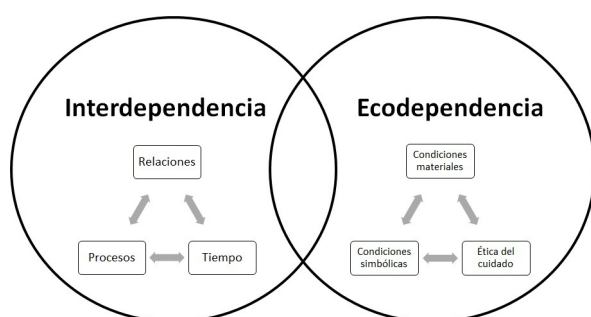 Interdependencia
Ecodependencia
Relaciones
Procesos
Tiempo
Condiciones
materiales
Condiciones
simbólicas
Ética del
cuidado